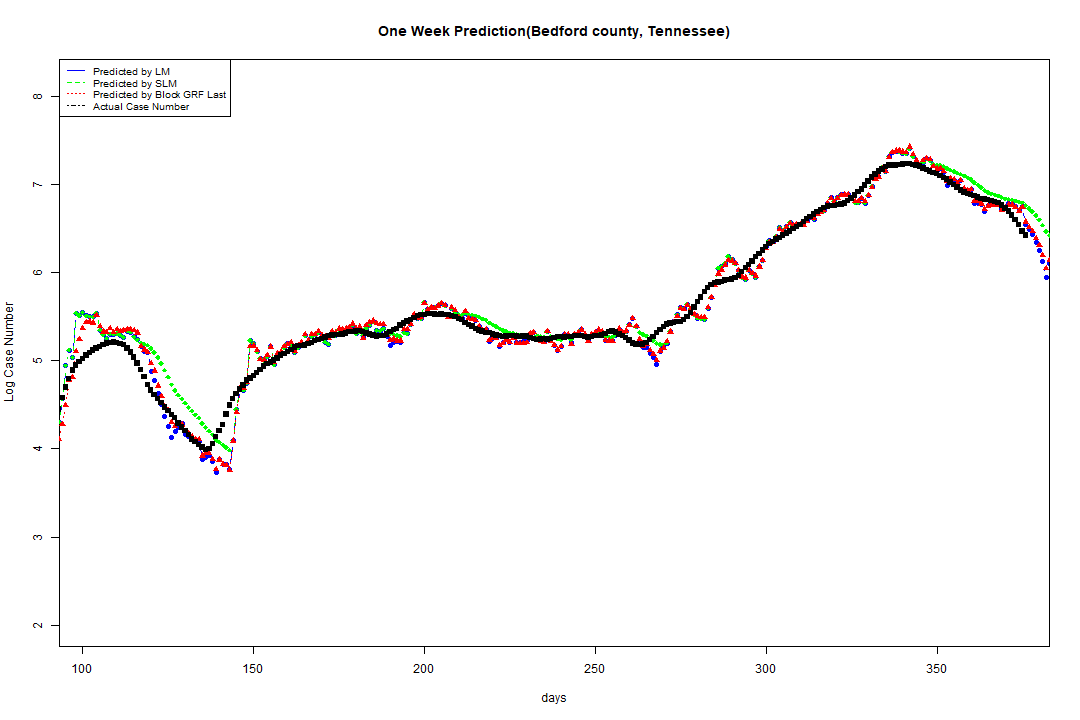 One Week Prediction(Bedford county, Tennessee)
Predicted by LM
Predicted by SLM
Predicted by Block GRF Last
Actual Case Number
8
7
6
5
4
3
2
Log Case Number
100 150 200 250 300 350
days